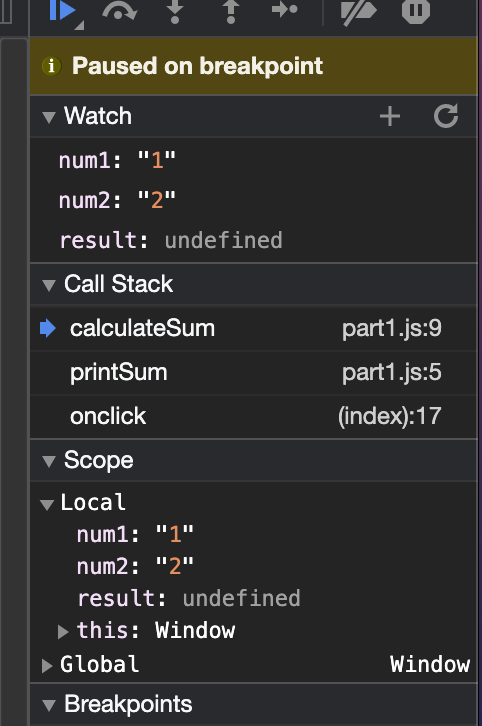 Paused on breakpoint
Watch
num1: "1"
num2: "2"
result: undefined
Call Stack
calculateSum part1.js:9
printSum part1.js:5
onclick (index):17
Scope
Local
num1: "1"
num2: "2"
result: undefined
this: Window
Global Window
Breakpoints